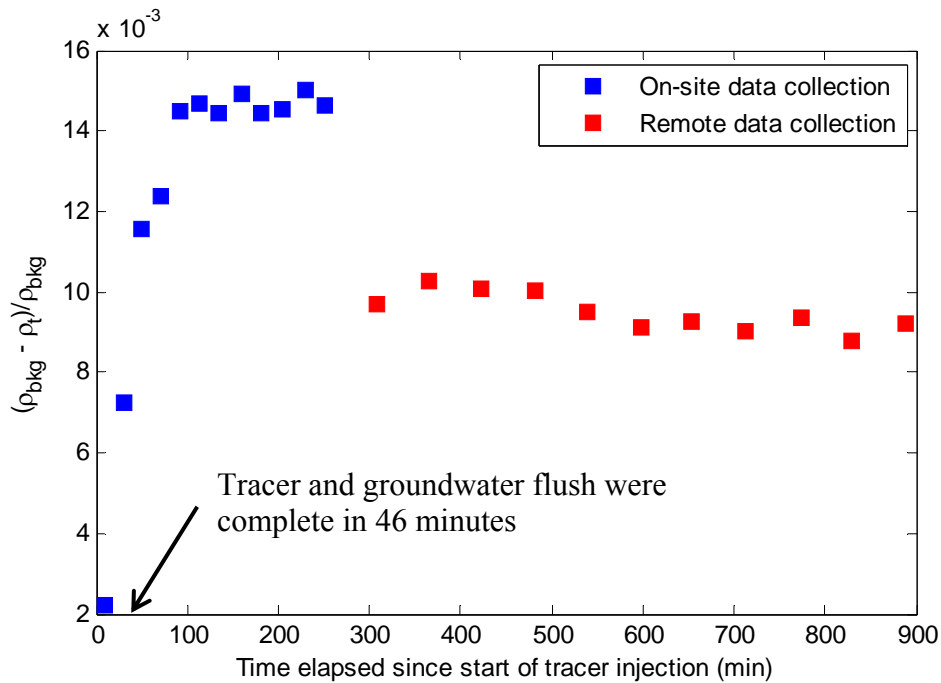 x 10-3
16
14
12
10
8
6
4
2
(ρbkg - ρt)/ρbkg
On-site data collection
Remote data collection
Tracer and groundwater flush were
complete in 46 minutes
0 100 200 300 400 500 600 700 800 900
Time elapsed since start of tracer injection (min)